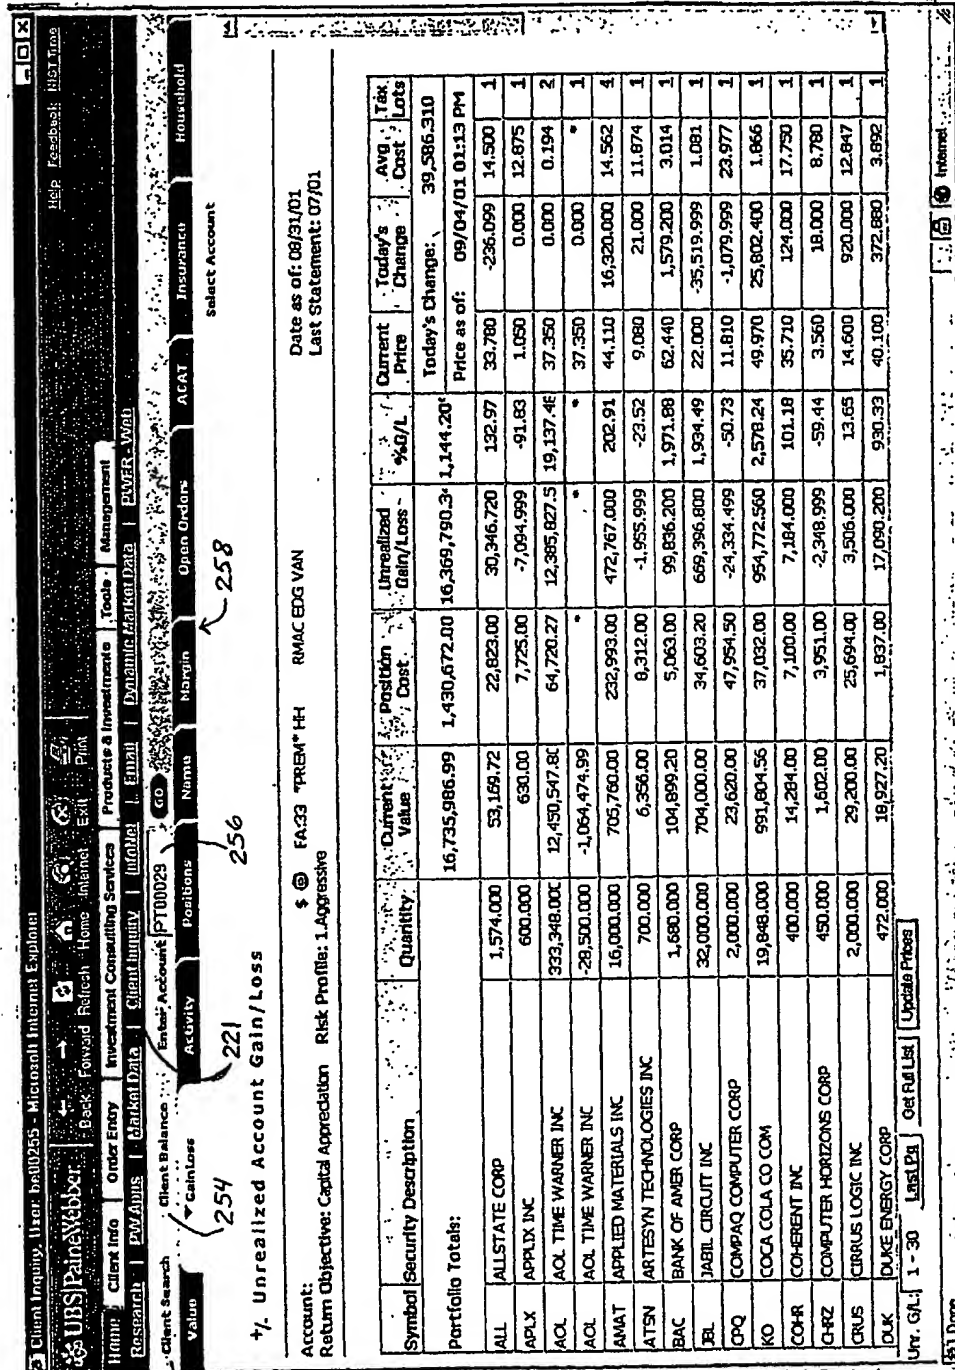 Client Inquiry, User: ba10255 - Microsoft Internet Explorer
UBS PaineWebber Back Forward Refresh Home Internet Exit Print Help Feedback HST Time
Home Client Info Order Entry Investment Consulting Services Products & Investments Tools Management
Research | PW Apps | Market Data | Client Inquiry | InfoNet | Email | Dynamic Market Data | PWER - Web
Client Search Client Balance Enter Account PT00029 GO
Value GainLoss Activity Positions Name Margin Open Orders ACAT Insurance Household
254 221 256 258
Select Account
+/- Unrealized Account Gain/Loss
Account: $ @ FA:33 *PREM* HH RMAC EDG VAN Date as of: 08/31/01
Return Objective: Capital Appreciation Risk Profile: 1.Aggressive Last Statement: 07/01
Symbol Security Description Quantity Current Value Position Cost Unrealized Gain/Loss %G/L Current Price Today's Change Avg. Cost Tax Lots
Portfolio Totals: 16,735,986.99 1,430,672.00 16,369,790.34 1,144.20 Today's Change: 39,586.310
Price as of: 09/04/01 01:13 PM
ALL ALLSTATE CORP 1,574.000 53,169.72 22,823.00 30,346.720 132.97 33.780 -236.099 14.500 1
APLX APPLIX INC 600.000 630.00 7,725.00 -7,094.999 -91.83 1.050 0.000 12.875 1
AOL AOL TIME WARNER INC 333,348.000 12,450,547.80 64,720.27 12,385,827.5 19,137.48 37.350 0.000 0.194 2
AOL AOL TIME WARNER INC -28,500.000 -1,064,474.99 * * * 37.350 0.000 * 1
AMAT APPLIED MATERIALS INC 16,000.000 705,760.00 232,993.00 472,767.000 202.91 44.110 16,320.000 14.562 4
ATSN ARTESYN TECHNOLOGIES INC 700.000 6,356.00 8,312.00 -1,955.999 -23.52 9.080 21.000 11.874 1
BAC BANK OF AMER CORP 1,680.000 104,899.20 5,063.00 99,836.200 1,971.88 62.440 1,579.200 3.014 1
JBL JABIL CIRCUIT INC 32,000.000 704,000.00 34,603.20 669,396.800 1,934.49 22.000 -35,519.999 1.081 1
CPQ COMPAQ COMPUTER CORP 2,000.000 23,620.00 47,954.50 -24,334.499 -50.73 11.810 -1,079.999 23.977 1
KO COCA COLA CO COM 19,848.000 991,804.56 37,032.00 954,772.560 2,578.24 49.970 25,802.400 1.866 1
COHR COHERENT INC 400.000 14,284.00 7,100.00 7,184.000 101.18 35.710 124.000 17.750 1
CHRZ COMPUTER HORIZONS CORP 450.000 1,602.00 3,951.00 -2,348.999 -59.44 3.560 18.000 8.780 1
CRUS CIRRUS LOGIC INC 2,000.000 29,200.00 25,694.00 3,506.000 13.65 14.600 920.000 12.847 1
DUK DUKE ENERGY CORP 472.000 18,927.20 1,837.00 17,090.200 930.33 40.100 372.880 3.892 1
Unr. G/L: 1 - 30 Last Pg Get Full List Update Prices
Done Internet